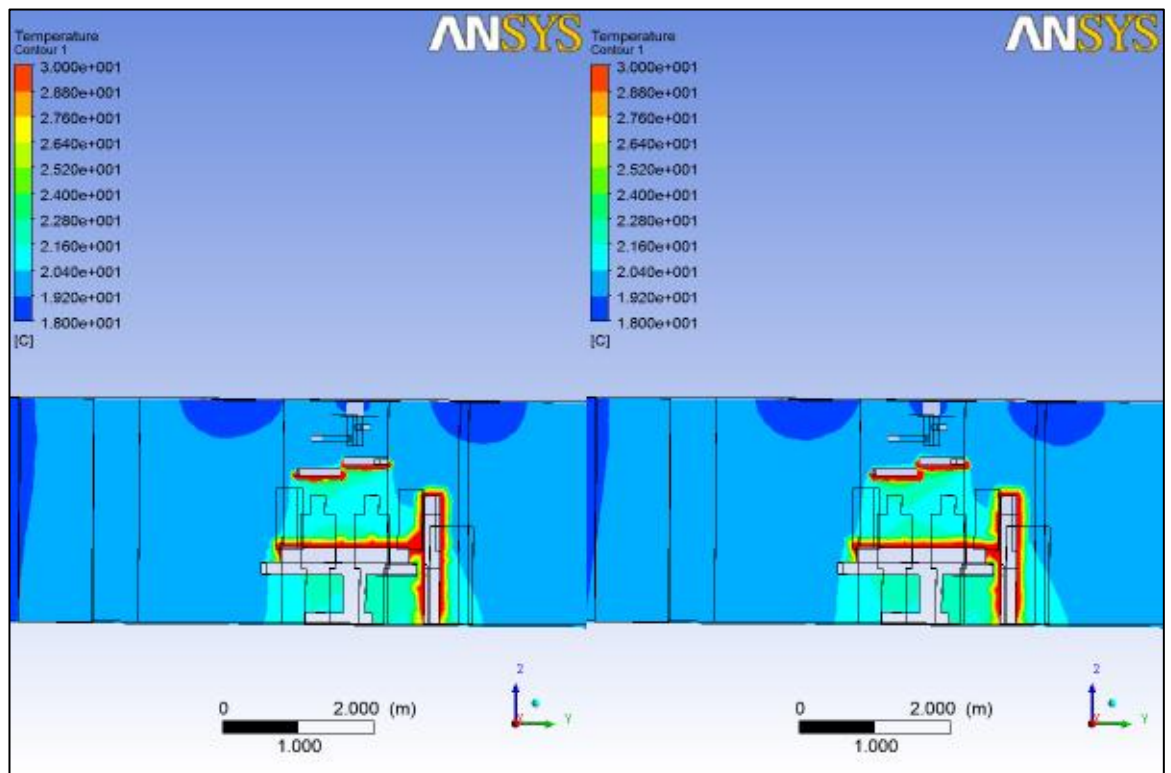 ANSYS
Temperature
Contour 1
3.000e+001
2.880e+001
2.760e+001
2.640e+001
2.520e+001
2.400e+001
2.280e+001
2.160e+001
2.040e+001
1.920e+001
1.800e+001
[C]
0 2.000 (m)
1.000
Z
Y
ANSYS
Temperature
Contour 1
3.000e+001
2.880e+001
2.760e+001
2.640e+001
2.520e+001
2.400e+001
2.280e+001
2.160e+001
2.040e+001
1.920e+001
1.800e+001
[C]
0 2.000 (m)
1.000
Z
Y